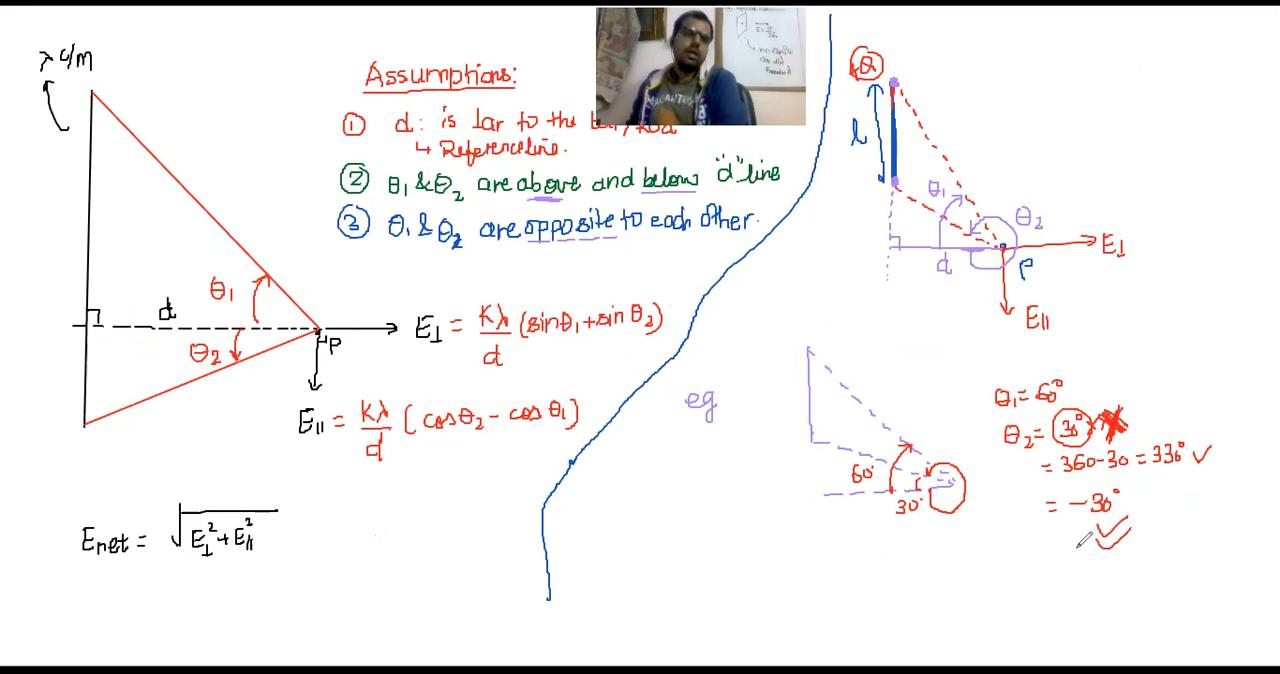 λ C/M
Assumptions:
① d: is ⊥ar to the
↳ Reference line.
② θ₁ & θ₂ are above and below "d" line
③ θ₁ & θ₂ are opposite to each other.
θ₁
d
θ₂
P
E⊥ = Kλ/d (sinθ₁ + sinθ₂)
E∥ = Kλ/d (cosθ₂ - cosθ₁)
Enet = √(E⊥² + E∥²)
Q
l
θ₁
θ₂
d
P
E⊥
E∥
eg
60°
30°
θ₁ = 60°
θ₂ = 30°
= 360-30 = 330° ✓
= -30°